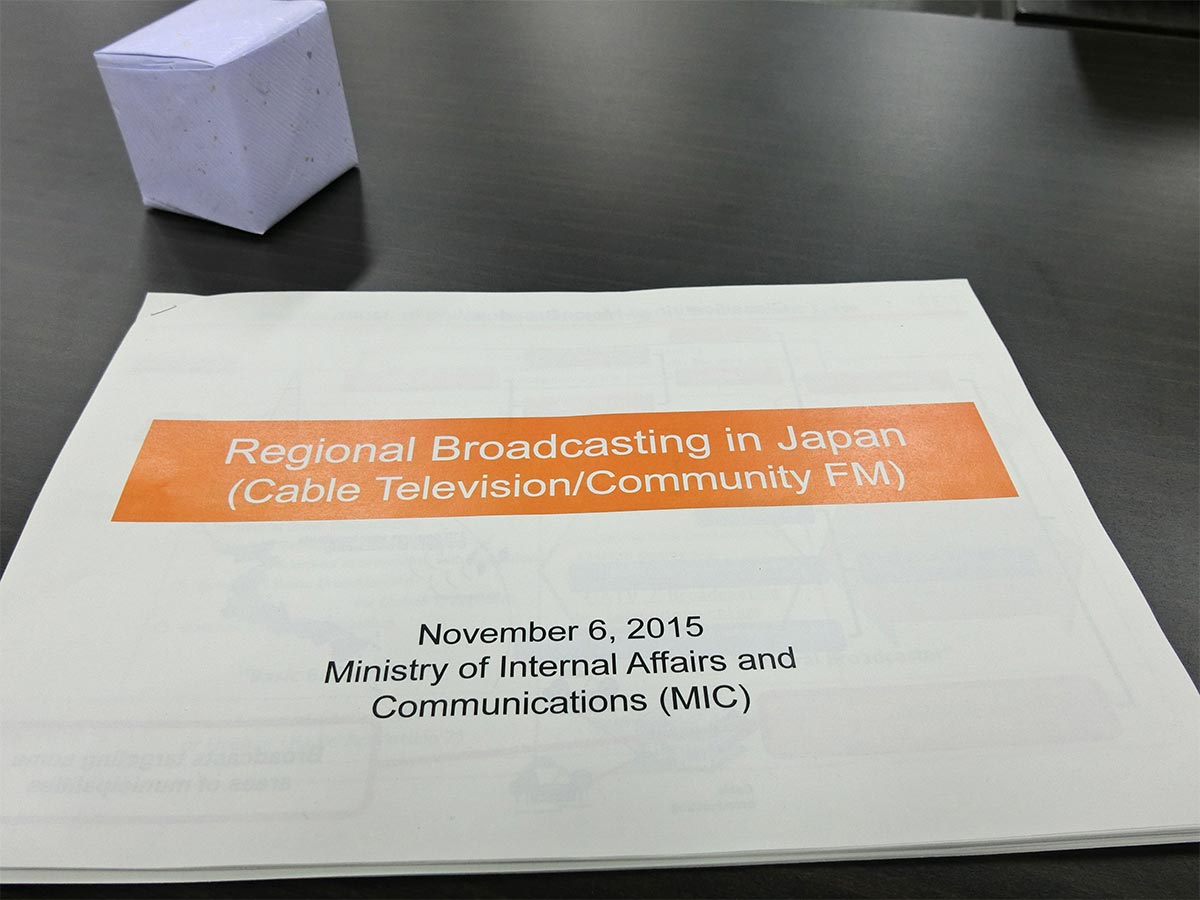 Regional Broadcasting in Japan
(Cable Television/Community FM)
November 6, 2015
Ministry of Internal Affairs and
Communications (MIC)